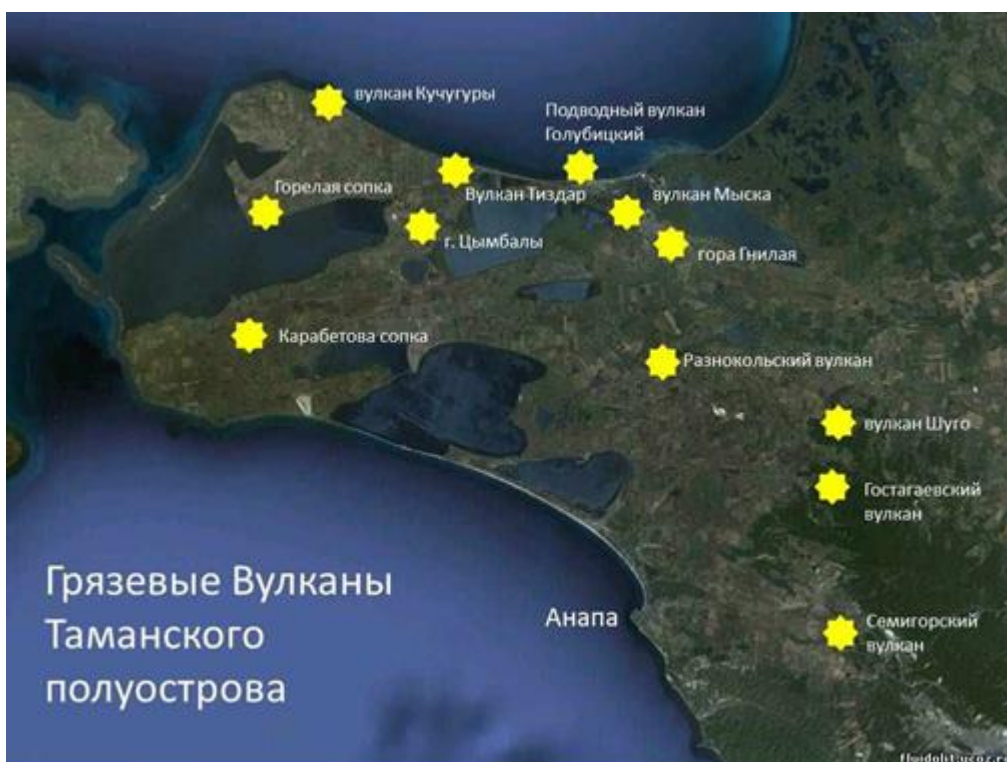 вулкан Кучугуры
Подводный вулкан
Голубицкий
Горелая сопка
Вулкан Тиздар
вулкан Мыска
г. Цымбалы
гора Гнилая
Карабетова сопка
Разнокольский вулкан
вулкан Шуго
Гостагаевский
вулкан
Грязевые Вулканы
Таманского
полуострова
Анапа
Семигорский
вулкан